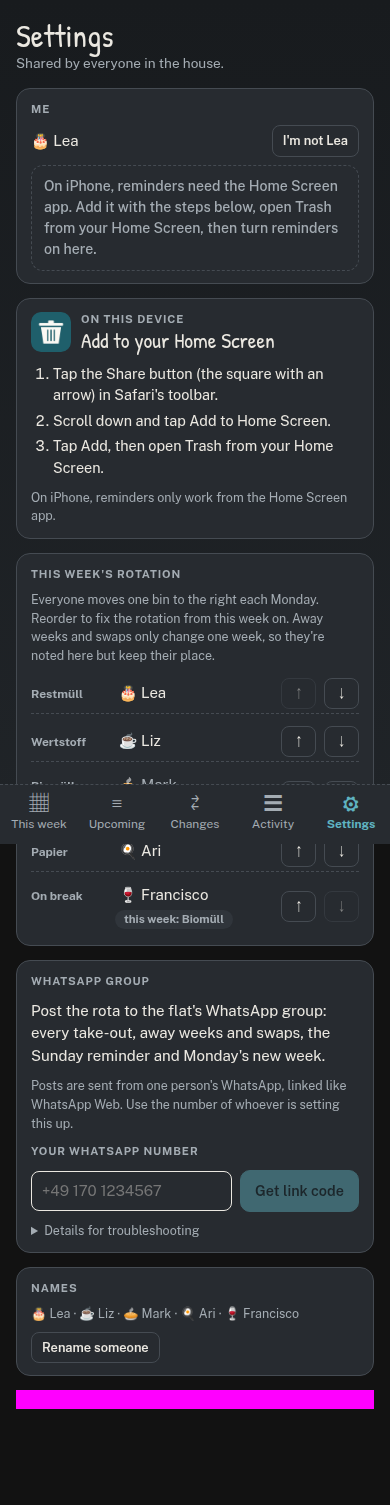 Settings
Shared by everyone in the house.
ME
🎂 Lea
I'm not Lea
On iPhone, reminders need the Home Screen
app. Add it with the steps below, open Trash
from your Home Screen, then turn reminders
on here.
ON THIS DEVICE
Add to your Home Screen
1. Tap the Share button (the square with an
arrow) in Safari's toolbar.
2. Scroll down and tap Add to Home Screen.
3. Tap Add, then open Trash from your Home
Screen.
On iPhone, reminders only work from the Home Screen
app.
THIS WEEK'S ROTATION
Everyone moves one bin to the right each Monday.
Reorder to fix the rotation from this week on. Away
weeks and swaps only change one week, so they're
noted here but keep their place.
Restmüll 🎂 Lea ↑ ↓
Wertstoff ☕ Liz ↑ ↓
Mark
This week Upcoming Changes Activity Settings
Papier 🍳 Ari ↑ ↓
On break 🍷 Francisco ↑ ↓
this week: Biomüll
WHATSAPP GROUP
Post the rota to the flat's WhatsApp group:
every take-out, away weeks and swaps, the
Sunday reminder and Monday's new week.
Posts are sent from one person's WhatsApp, linked like
WhatsApp Web. Use the number of whoever is setting
this up.
YOUR WHATSAPP NUMBER
+49 170 1234567
Get link code
▶ Details for troubleshooting
NAMES
🎂 Lea · ☕ Liz · 🥧 Mark · 🍳 Ari · 🍷 Francisco
Rename someone